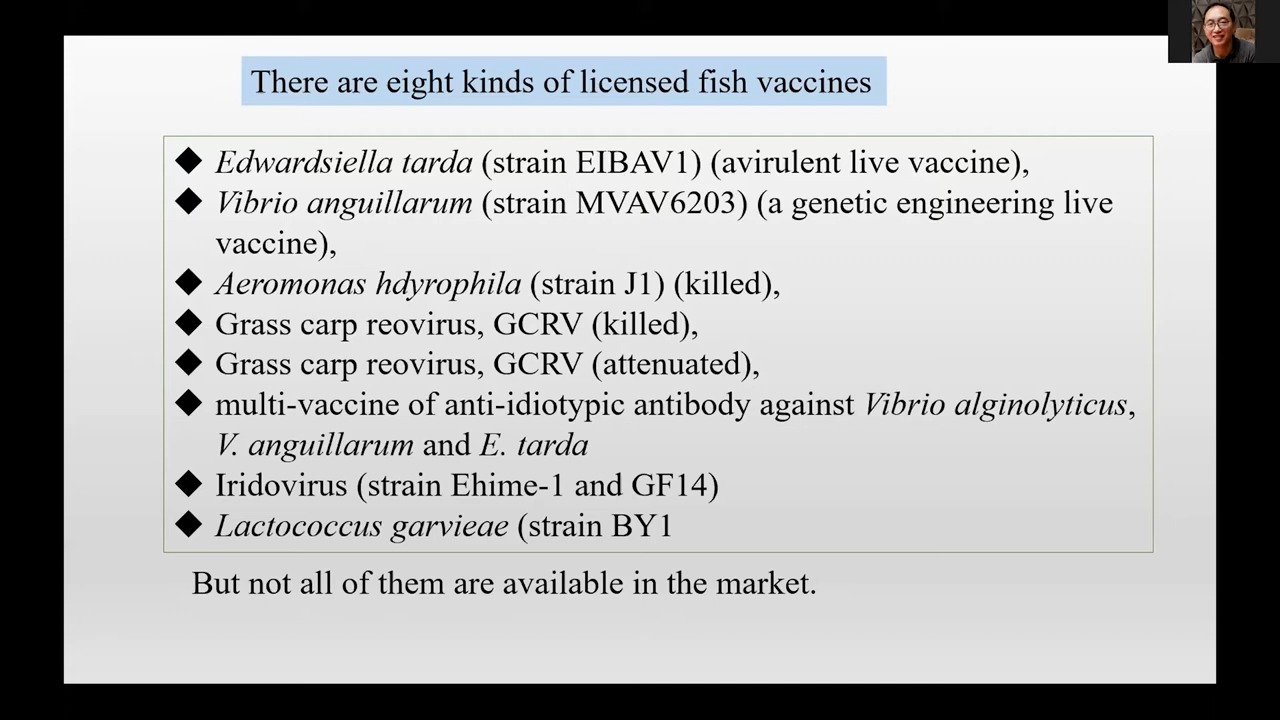 There are eight kinds of licensed fish vaccines
◆ Edwardsiella tarda (strain EIBAV1) (avirulent live vaccine),
◆ Vibrio anguillarum (strain MVAV6203) (a genetic engineering live
vaccine),
◆ Aeromonas hdyrophila (strain J1) (killed),
◆ Grass carp reovirus, GCRV (killed),
◆ Grass carp reovirus, GCRV (attenuated),
◆ multi-vaccine of anti-idiotypic antibody against Vibrio alginolyticus,
V. anguillarum and E. tarda
◆ Iridovirus (strain Ehime-1 and GF14)
◆ Lactococcus garvieae (strain BY1
But not all of them are available in the market.